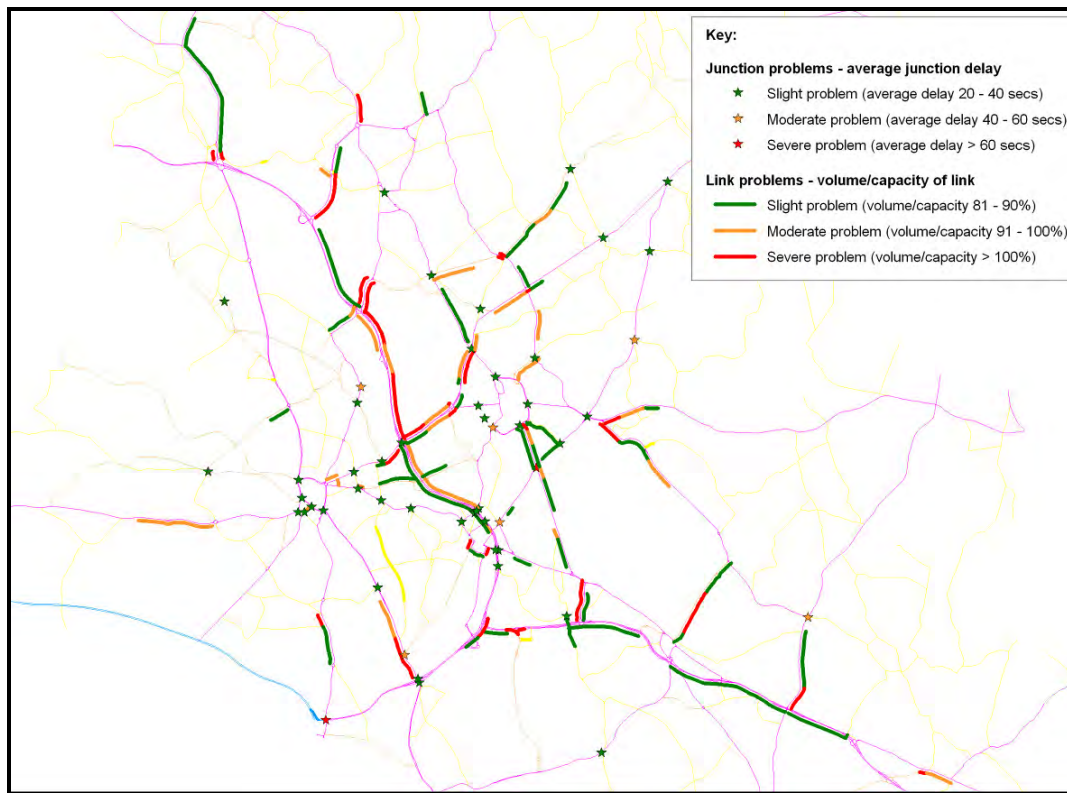 Key:
Junction problems - average junction delay
Slight problem (average delay 20 - 40 secs)
Moderate problem (average delay 40 - 60 secs)
Severe problem (average delay > 60 secs)
Link problems - volume/capacity of link
Slight problem (volume/capacity 81 - 90%)
Moderate problem (volume/capacity 91 - 100%)
Severe problem (volume/capacity > 100%)